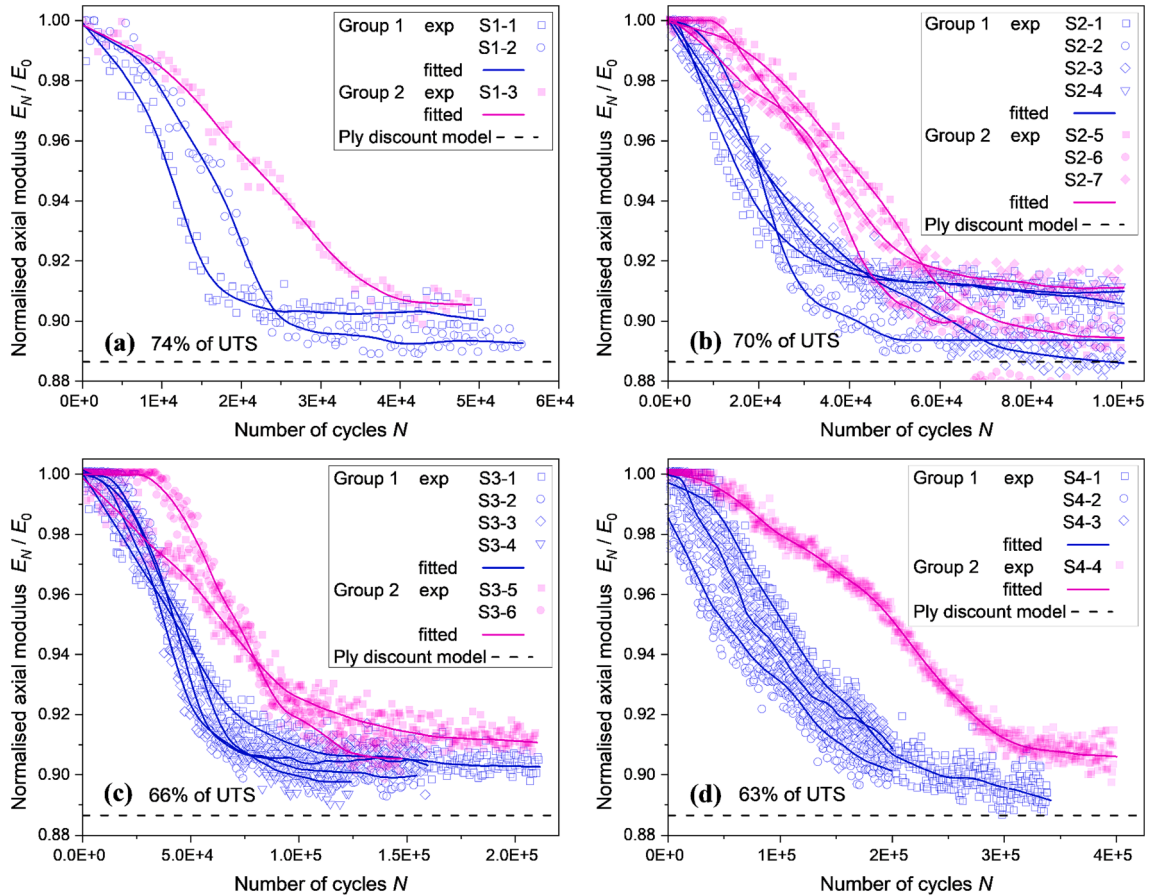 Normalised axial modulus E_N / E_0
1.00
0.98
0.96
0.94
0.92
0.90
0.88
Group 1 exp S1-1
S1-2
fitted
Group 2 exp S1-3
fitted
Ply discount model
(a) 74% of UTS
0.0E+0 1E+4 2E+4 3E+4 4E+4 5E+4 6E+4
Number of cycles N
Normalised axial modulus E_N / E_0
1.00
0.98
0.96
0.94
0.92
0.90
0.88
Group 1 exp S2-1
S2-2
S2-3
S2-4
fitted
Group 2 exp S2-5
S2-6
S2-7
fitted
Ply discount model
(b) 70% of UTS
0.0E+0 2.0E+4 4.0E+4 6.0E+4 8.0E+4 1.0E+5
Number of cycles N
Normalised axial modulus E_N / E_0
1.00
0.98
0.96
0.94
0.92
0.90
0.88
Group 1 exp S3-1
S3-2
S3-3
S3-4
fitted
Group 2 exp S3-5
S3-6
fitted
Ply discount model
(c) 66% of UTS
0.0E+0 5.0E+4 1.0E+5 1.5E+5 2.0E+5
Number of cycles N
Normalised axial modulus E_N / E_0
1.00
0.98
0.96
0.94
0.92
0.90
0.88
Group 1 exp S4-1
S4-2
S4-3
fitted
Group 2 exp S4-4
fitted
Ply discount model
(d) 63% of UTS
0E+0 1E+5 2E+5 3E+5 4E+5
Number of cycles N